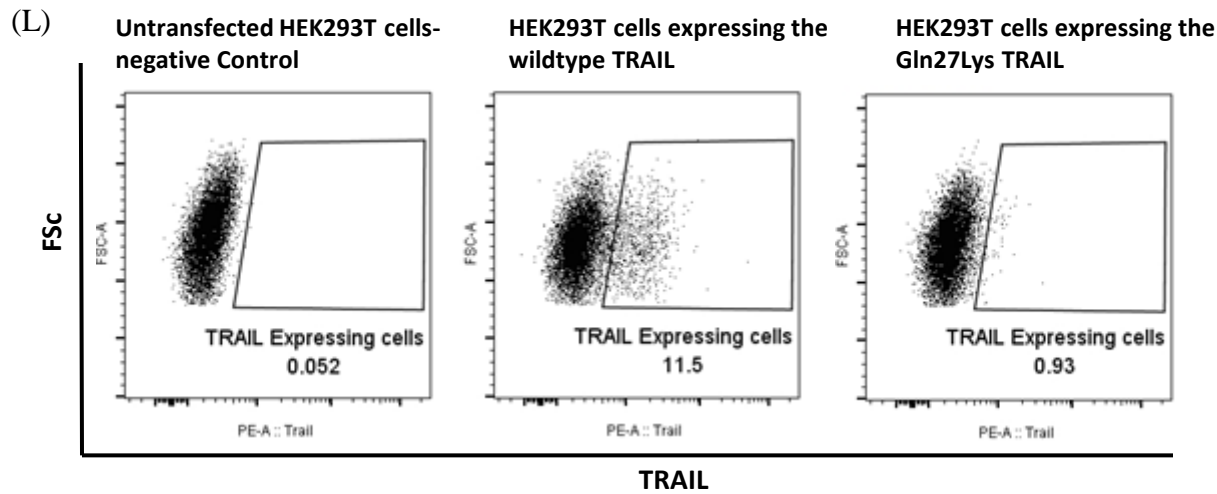 (L)
Untransfected HEK293T cells-
negative Control
HEK293T cells expressing the
wildtype TRAIL
HEK293T cells expressing the
Gln27Lys TRAIL
FSc
FSC-A
TRAIL Expressing cells
0.052
PE-A :: Trail
FSC-A
TRAIL Expressing cells
11.5
PE-A :: Trail
FSC-A
TRAIL Expressing cells
0.93
PE-A :: Trail
TRAIL